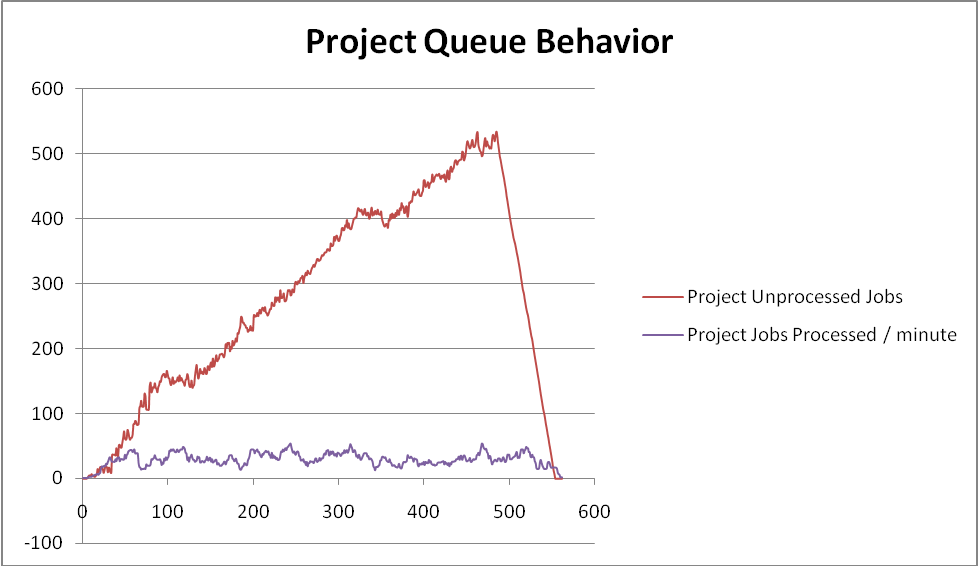 Project Queue Behavior
600
500
400
300
200
100
0
-100
0 100 200 300 400 500 600
Project Unprocessed Jobs
Project Jobs Processed / minute